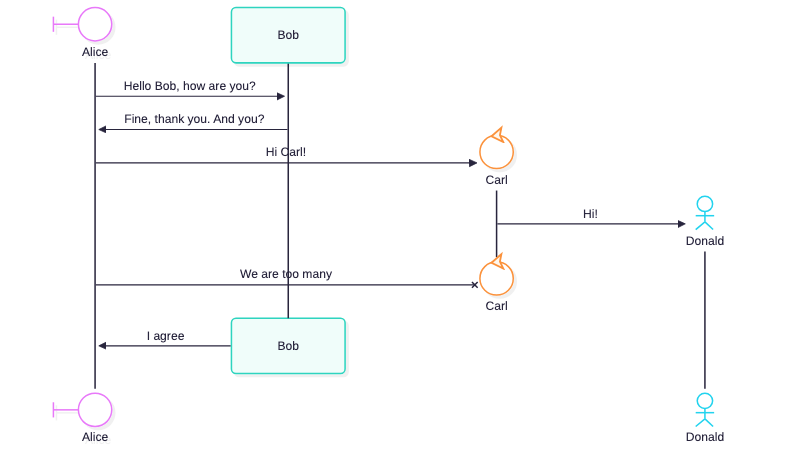 Alice
Bob
Hello Bob, how are you?
Fine, thank you. And you?
Hi Carl!
Carl
Hi!
Donald
We are too many
Carl
I agree
Bob
Alice
Donald